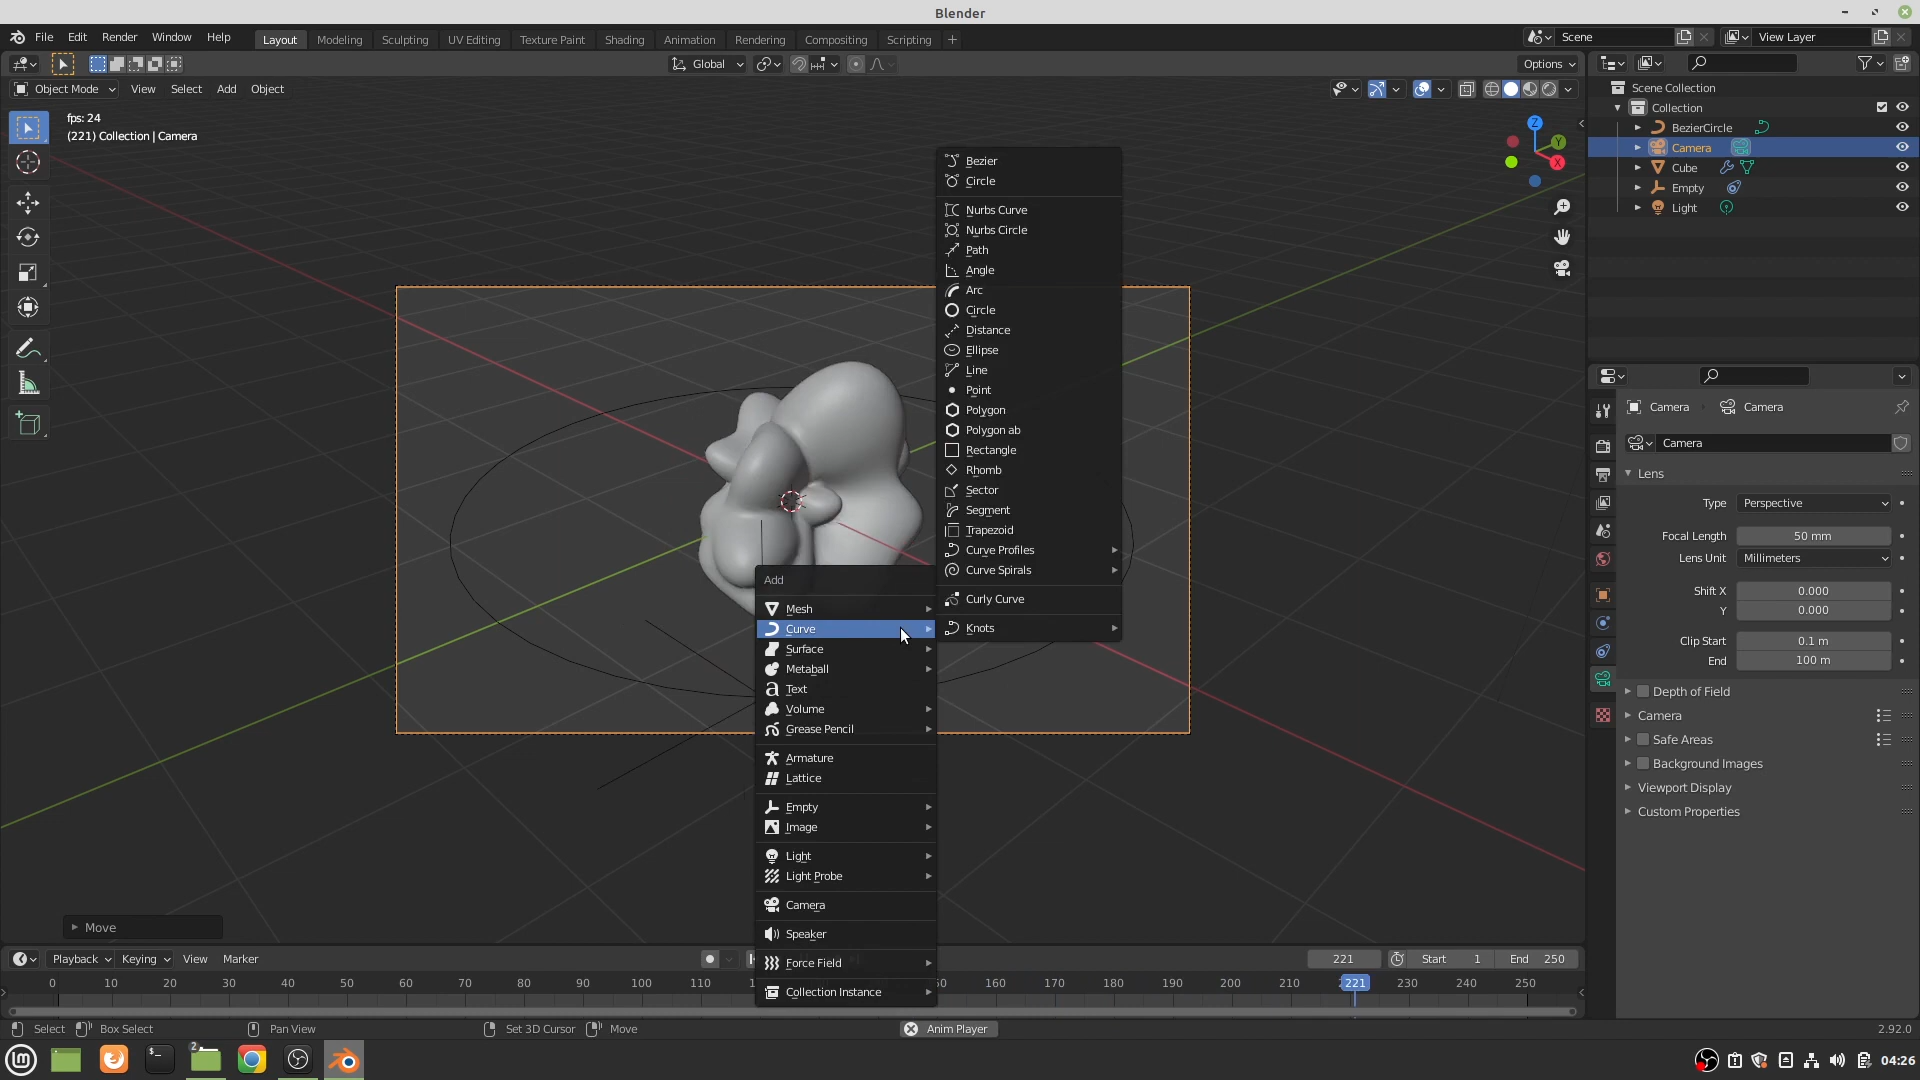 Blender
File Edit Render Window Help
Layout Modeling Sculpting UV Editing Texture Paint Shading Animation Rendering Compositing Scripting +
Scene
View Layer
Global
Options
Object Mode View Select Add Object
fps: 24
(221) Collection | Camera
Z
Y
X
Bezier
Circle
Nurbs Curve
Nurbs Circle
Path
Angle
Arc
Circle
Distance
Ellipse
Line
Point
Polygon
Polygon ab
Rectangle
Rhomb
Sector
Segment
Trapezoid
Curve Profiles
Curve Spirals
Curly Curve
Knots
Add
Mesh
Curve
Surface
Metaball
Text
Volume
Grease Pencil
Armature
Lattice
Empty
Image
Light
Light Probe
Camera
Speaker
Force Field
Collection Instance
Move
Scene Collection
Collection
BezierCircle
Camera
Cube
Empty
Light
Camera Camera
Camera
Lens
Type Perspective
Focal Length 50 mm
Lens Unit Millimeters
Shift X 0.000
Y 0.000
Clip Start 0.1 m
End 100 m
Depth of Field
Camera
Safe Areas
Background Images
Viewport Display
Custom Properties
Playback Keying View Marker
221 Start 1 End 250
0 10 20 30 40 50 60 70 80 90 100 110 160 170 180 190 200 210 221 230 240 250
Select Box Select Pan View Set 3D Cursor Move Anim Player 2.92.0
2
04:26